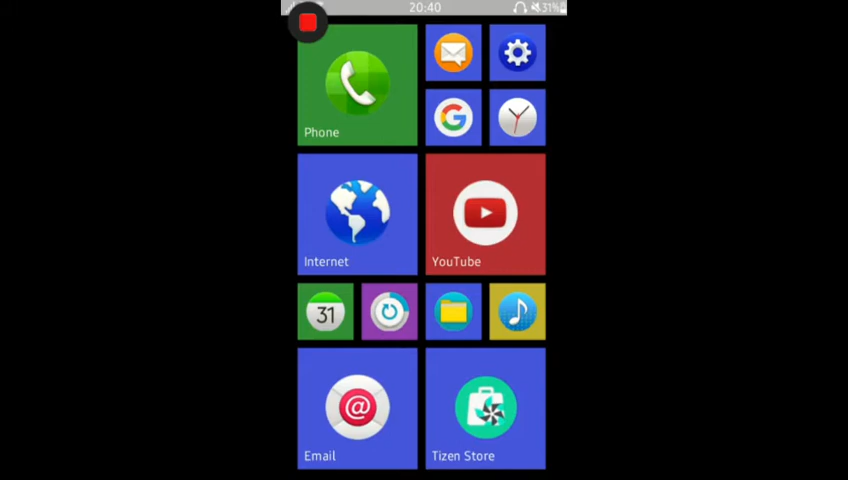 20:40
31%
Phone
G
Internet
YouTube
31
@
Email
Tizen Store